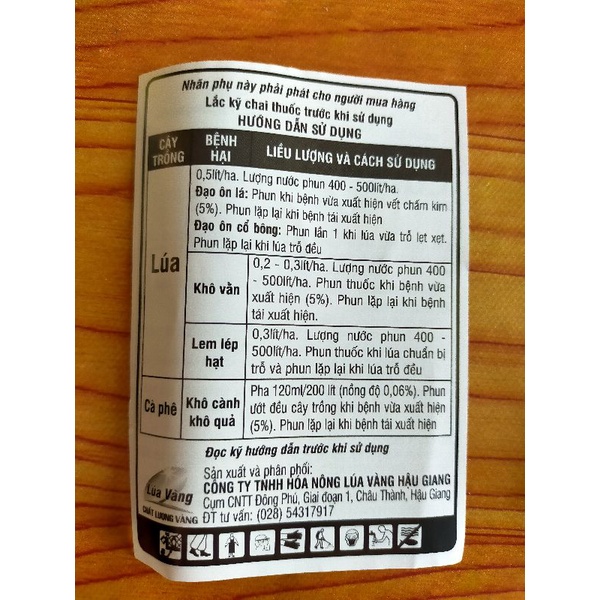 Nhãn phụ này phải phát cho người mua hàng
Lắc kỹ chai thuốc trước khi sử dụng
HƯỚNG DẪN SỬ DỤNG
CÂY TRỒNG
BỆNH HẠI
LIỀU LƯỢNG VÀ CÁCH SỬ DỤNG
Lúa
0,5lít/ha. Lượng nước phun 400 - 500lít/ha.
Đạo ôn lá: Phun khi bệnh vừa xuất hiện vết chấm kim
(5%). Phun lặp lại khi bệnh tái xuất hiện
Đạo ôn cổ bông: Phun lần 1 khi lúa vừa trỗ lẹt xẹt.
Phun lặp lại khi lúa trỗ đều
Khô vằn
0,2 - 0,3lít/ha. Lượng nước phun 400
- 500lít/ha. Phun thuốc khi bệnh vừa
xuất hiện (5%). Phun lặp lại khi bệnh
tái xuất hiện.
Lem lép
hạt
0,3lít/ha. Lượng nước phun 400 -
500lít/ha. Phun thuốc khi lúa chuẩn bị
trỗ và phun lặp lại khi lúa trỗ đều
Cà phê
Khô cành
khô quả
Pha 120ml/200 lít (nồng độ 0,06%). Phun
ướt đều cây trồng khi bệnh vừa xuất hiện
(5%). Phun lặp lại khi bệnh tái xuất hiện
Đọc kỹ hướng dẫn trước khi sử dụng
Lúa Vàng
CHẤT LƯỢNG VÀNG
Sản xuất và phân phối:
CÔNG TY TNHH HÓA NÔNG LÚA VÀNG HẬU GIANG
Cụm CNTT Đông Phú, Giai đoạn 1, Châu Thành, Hậu Giang
ĐT tư vấn: (028) 54317917